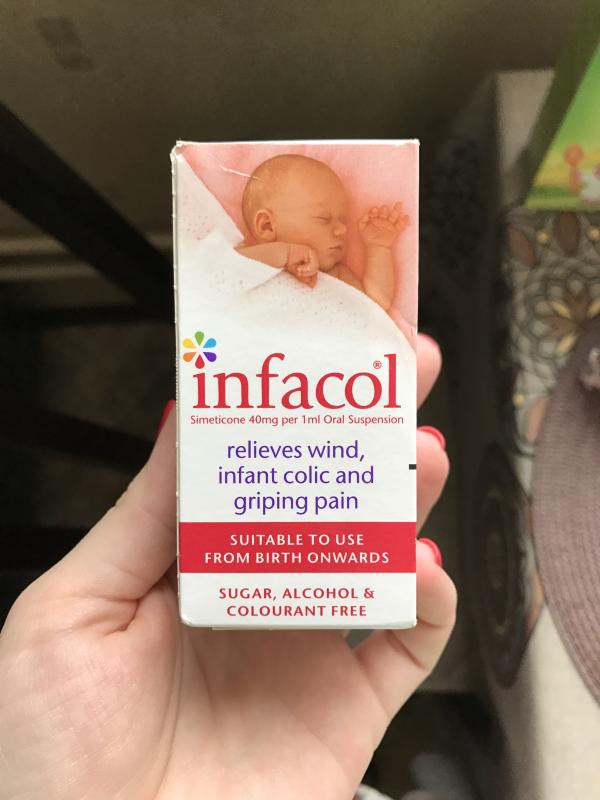 infacol®
Simeticone 40mg per 1ml Oral Suspension
relieves wind,
infant colic and
griping pain
SUITABLE TO USE
FROM BIRTH ONWARDS
SUGAR, ALCOHOL &
COLOURANT FREE